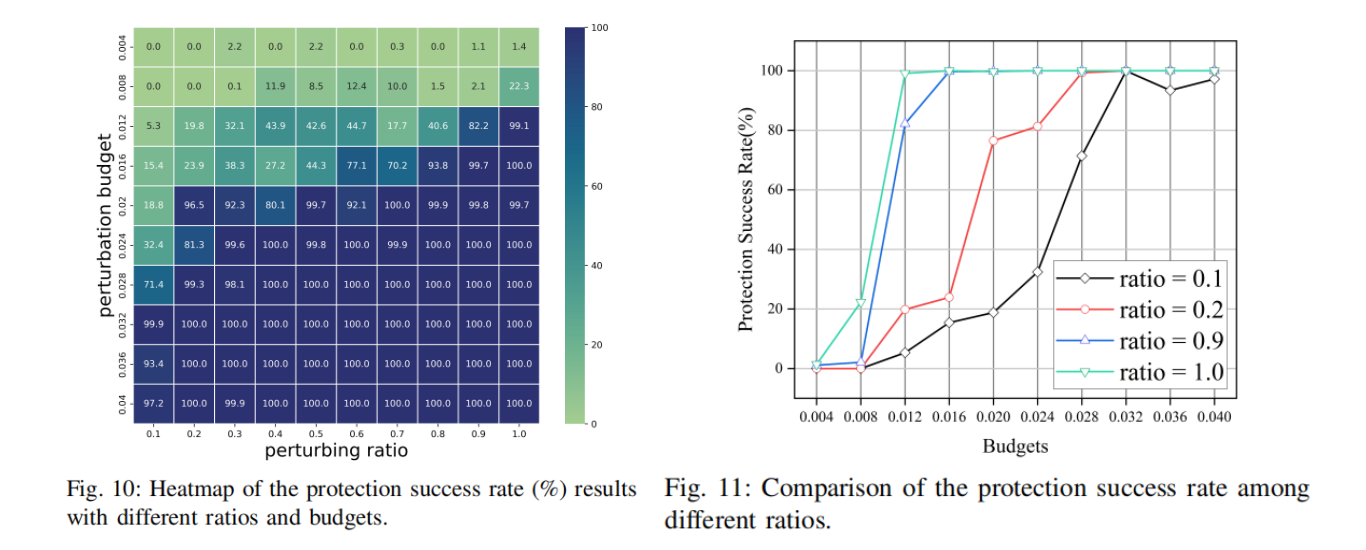 0.004 0.0 0.0 2.2 0.0 2.2 0.0 0.3 0.0 1.1 1.4
0.008 0.0 0.0 0.1 11.9 8.5 12.4 10.0 1.5 2.1 22.3
0.012 5.3 19.8 32.1 43.9 42.6 44.7 17.7 40.6 82.2 99.1
0.016 15.4 23.9 38.3 27.2 44.3 77.1 70.2 93.8 99.7 100.0
0.02 18.8 96.5 92.3 80.1 99.7 92.1 100.0 99.9 99.8 99.7
0.024 32.4 81.3 99.6 100.0 99.8 100.0 99.9 100.0 100.0 100.0
0.028 71.4 99.3 98.1 100.0 100.0 100.0 100.0 100.0 100.0 100.0
0.032 99.9 100.0 100.0 100.0 100.0 100.0 100.0 100.0 100.0 100.0
0.036 93.4 100.0 100.0 100.0 100.0 100.0 100.0 100.0 100.0 100.0
0.04 97.2 100.0 99.9 100.0 100.0 100.0 100.0 100.0 100.0 100.0
0.1 0.2 0.3 0.4 0.5 0.6 0.7 0.8 0.9 1.0
perturbation budget
perturbing ratio
100
80
60
40
20
0
Fig. 10: Heatmap of the protection success rate (%) results
with different ratios and budgets.
Protection Success Rate(%)
100
80
60
40
20
0
ratio = 0.1
ratio = 0.2
ratio = 0.9
ratio = 1.0
0.004 0.008 0.012 0.016 0.020 0.024 0.028 0.032 0.036 0.040
Budgets
Fig. 11: Comparison of the protection success rate among
different ratios.